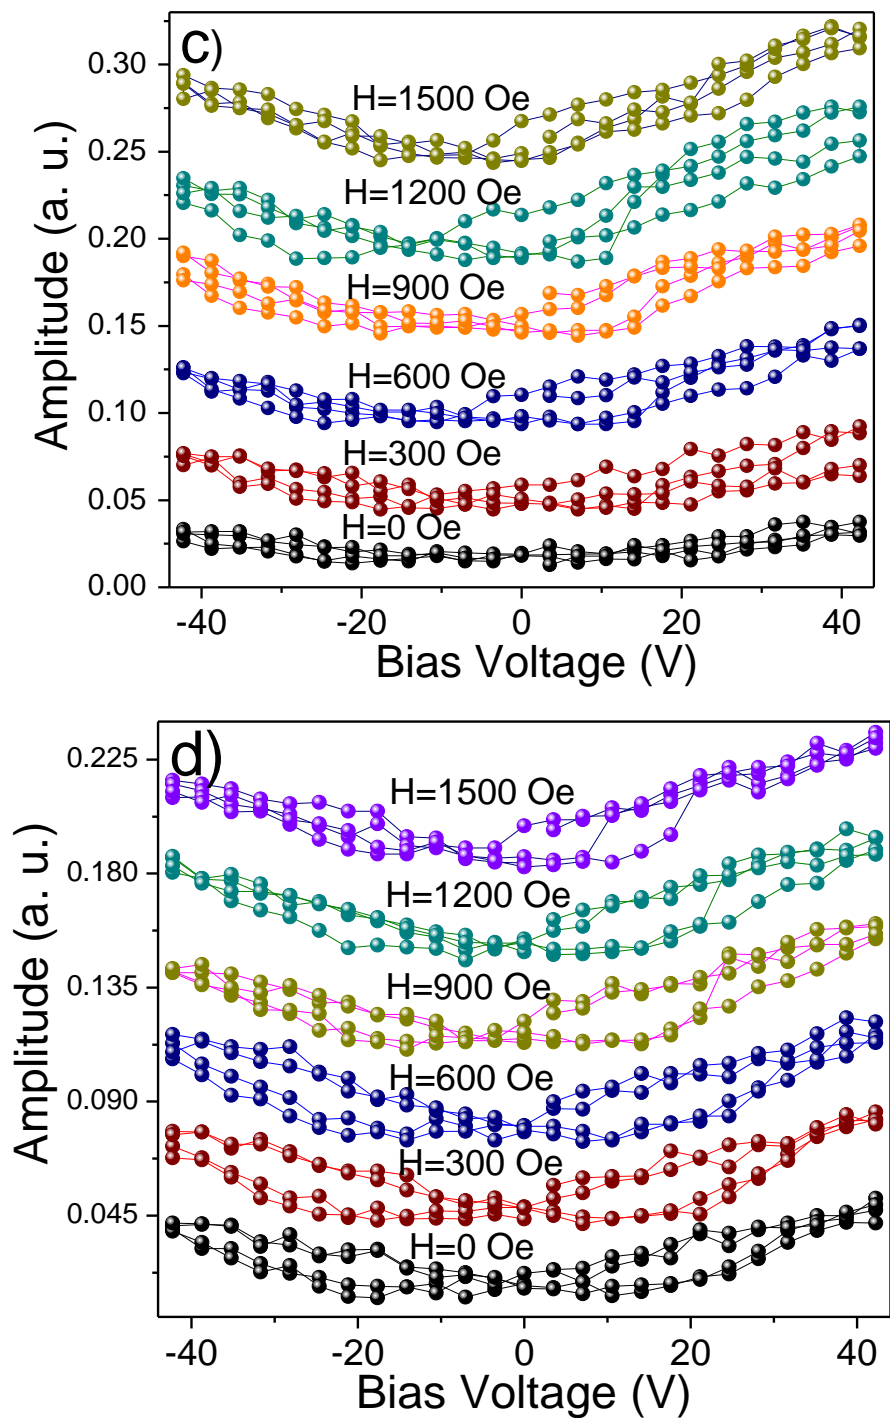 c)
0.30
0.25
0.20
0.15
0.10
0.05
0.00
Amplitude (a. u.)
H=1500 Oe
H=1200 Oe
H=900 Oe
H=600 Oe
H=300 Oe
H=0 Oe
-40 -20 0 20 40
Bias Voltage (V)
d)
0.225
0.180
0.135
0.090
0.045
Amplitude (a. u.)
H=1500 Oe
H=1200 Oe
H=900 Oe
H=600 Oe
H=300 Oe
H=0 Oe
-40 -20 0 20 40
Bias Voltage (V)